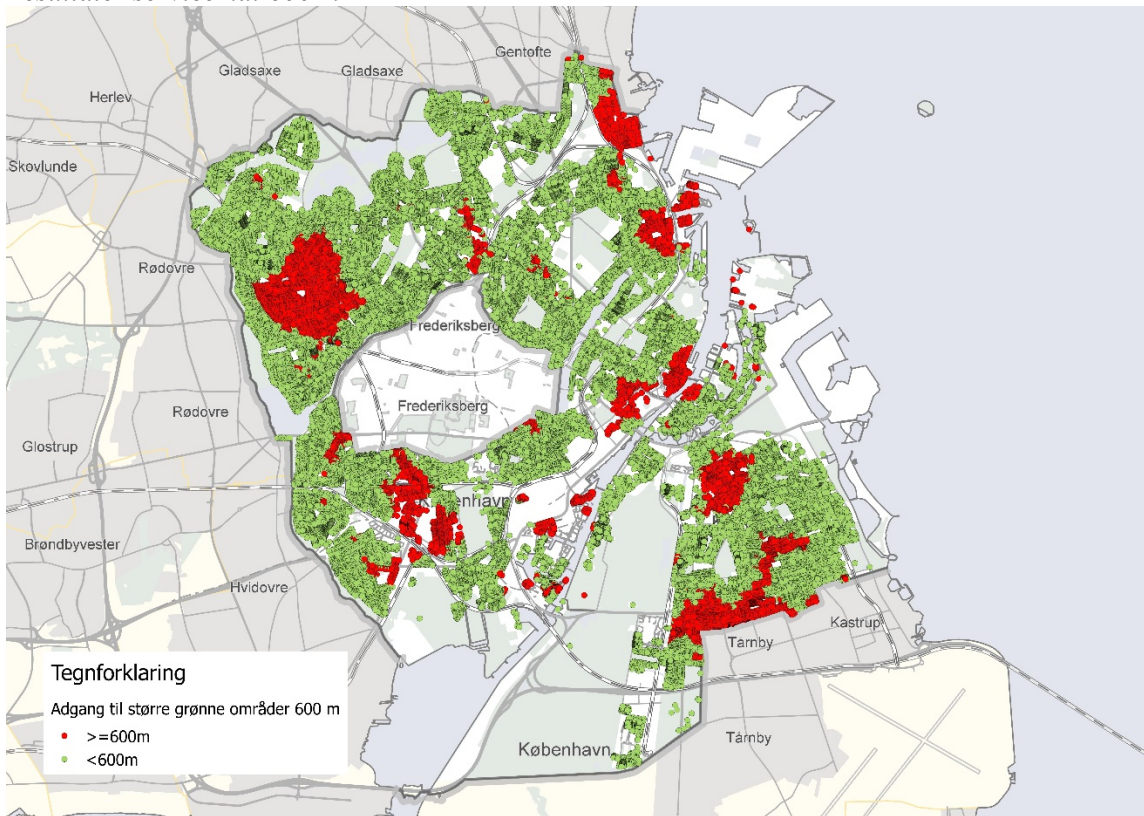 Gentofte
Gladsaxe
Gladsaxe
Herlev
Skovlunde
Rødovre
Frederiksberg
Frederiksberg
Rødovre
Glostrup
Brøndbyvester
Hvidovre
Kastrup
Tårnby
Tårnby
København
Tegnforklaring
Adgang til større grønne områder 600 m
>=600m
<600m